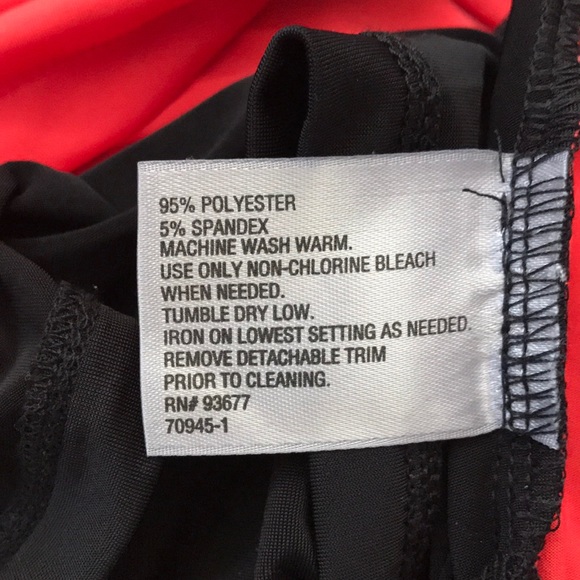 95% POLYESTER
5% SPANDEX
MACHINE WASH WARM.
USE ONLY NON-CHLORINE BLEACH
WHEN NEEDED.
TUMBLE DRY LOW.
IRON ON LOWEST SETTING AS NEEDED.
REMOVE DETACHABLE TRIM
PRIOR TO CLEANING.
RN# 93677
70945-1